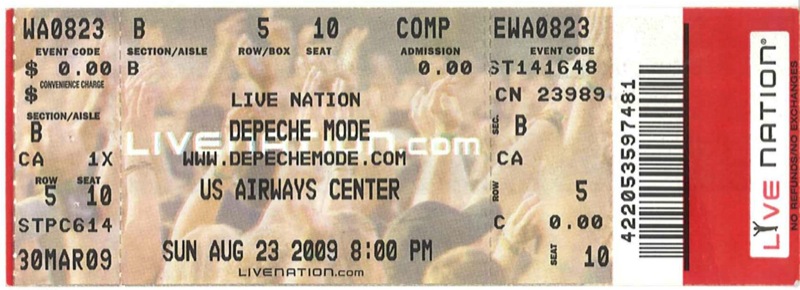 WA0823
EVENT CODE
$ 0.00
CONVENIENCE CHARGE
$
SECTION/AISLE
B
CA 1X
ROW SEAT
5 10
STPC614
30MAR09
B 5 10 COMP
SECTION/AISLE ROW/BOX SEAT ADMISSION
B 0.00
LIVE NATION
DEPECHE MODE
LIVENATION.com
WWW.DEPECHEMODE.COM
US AIRWAYS CENTER
SUN AUG 23 2009 8:00 PM
LIVENATION.com
EWA0823
EVENT CODE
ST141648
CN 23989
SEC. B
CA
ROW 5
C 0.00
SEAT 10
4220535597481
LIVE NATION®
NO REFUNDS/NO EXCHANGES